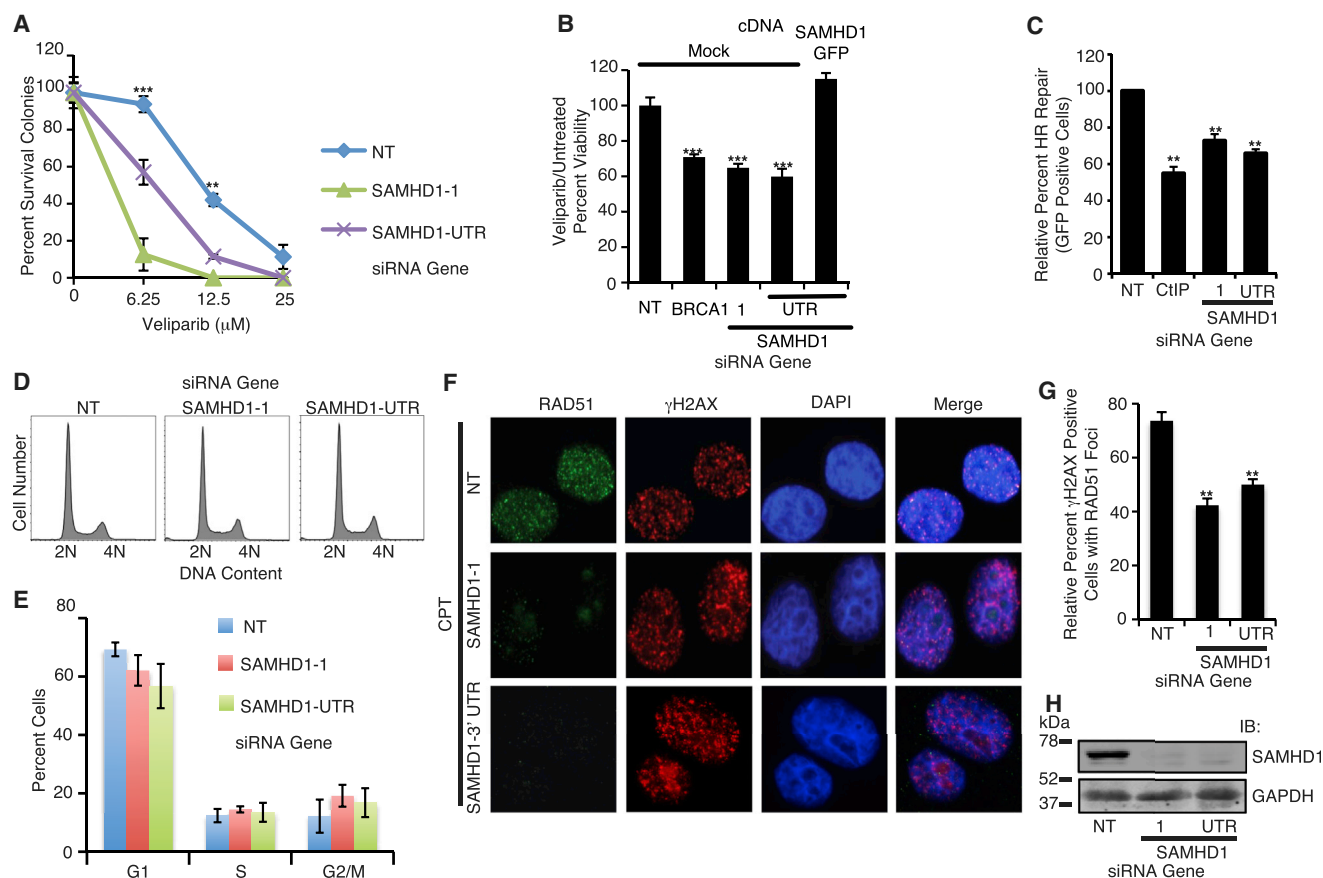 A
Percent Survival Colonies
120
100
80
60
40
20
0
***
**
0
6.25
12.5
25
Veliparib (µM)
NT
SAMHD1-1
SAMHD1-UTR
siRNA Gene
B
cDNA
Mock
SAMHD1
GFP
Veliparib/Untreated
Percent Viability
120
100
80
60
40
20
0
***
***
***
NT
BRCA1
1
UTR
SAMHD1
siRNA Gene
C
Relative Percent HR Repair
(GFP Positive Cells)
120
100
80
60
40
20
0
**
**
**
NT
CtIP
1
UTR
SAMHD1
siRNA Gene
D
siRNA Gene
NT
SAMHD1-1
SAMHD1-UTR
Cell Number
2N 4N
2N 4N
2N 4N
DNA Content
E
Percent Cells
80
60
40
20
0
NT
SAMHD1-1
SAMHD1-UTR
siRNA Gene
G1
S
G2/M
F
RAD51
γH2AX
DAPI
Merge
CPT
NT
SAMHD1-1
SAMHD1-3' UTR
G
Relative Percent γH2AX Positive
Cells with RAD51 Foci
80
60
40
20
0
**
**
NT
1
UTR
SAMHD1
siRNA Gene
H
kDa
IB:
78
52
37
SAMHD1
GAPDH
NT
1
UTR
SAMHD1
siRNA Gene